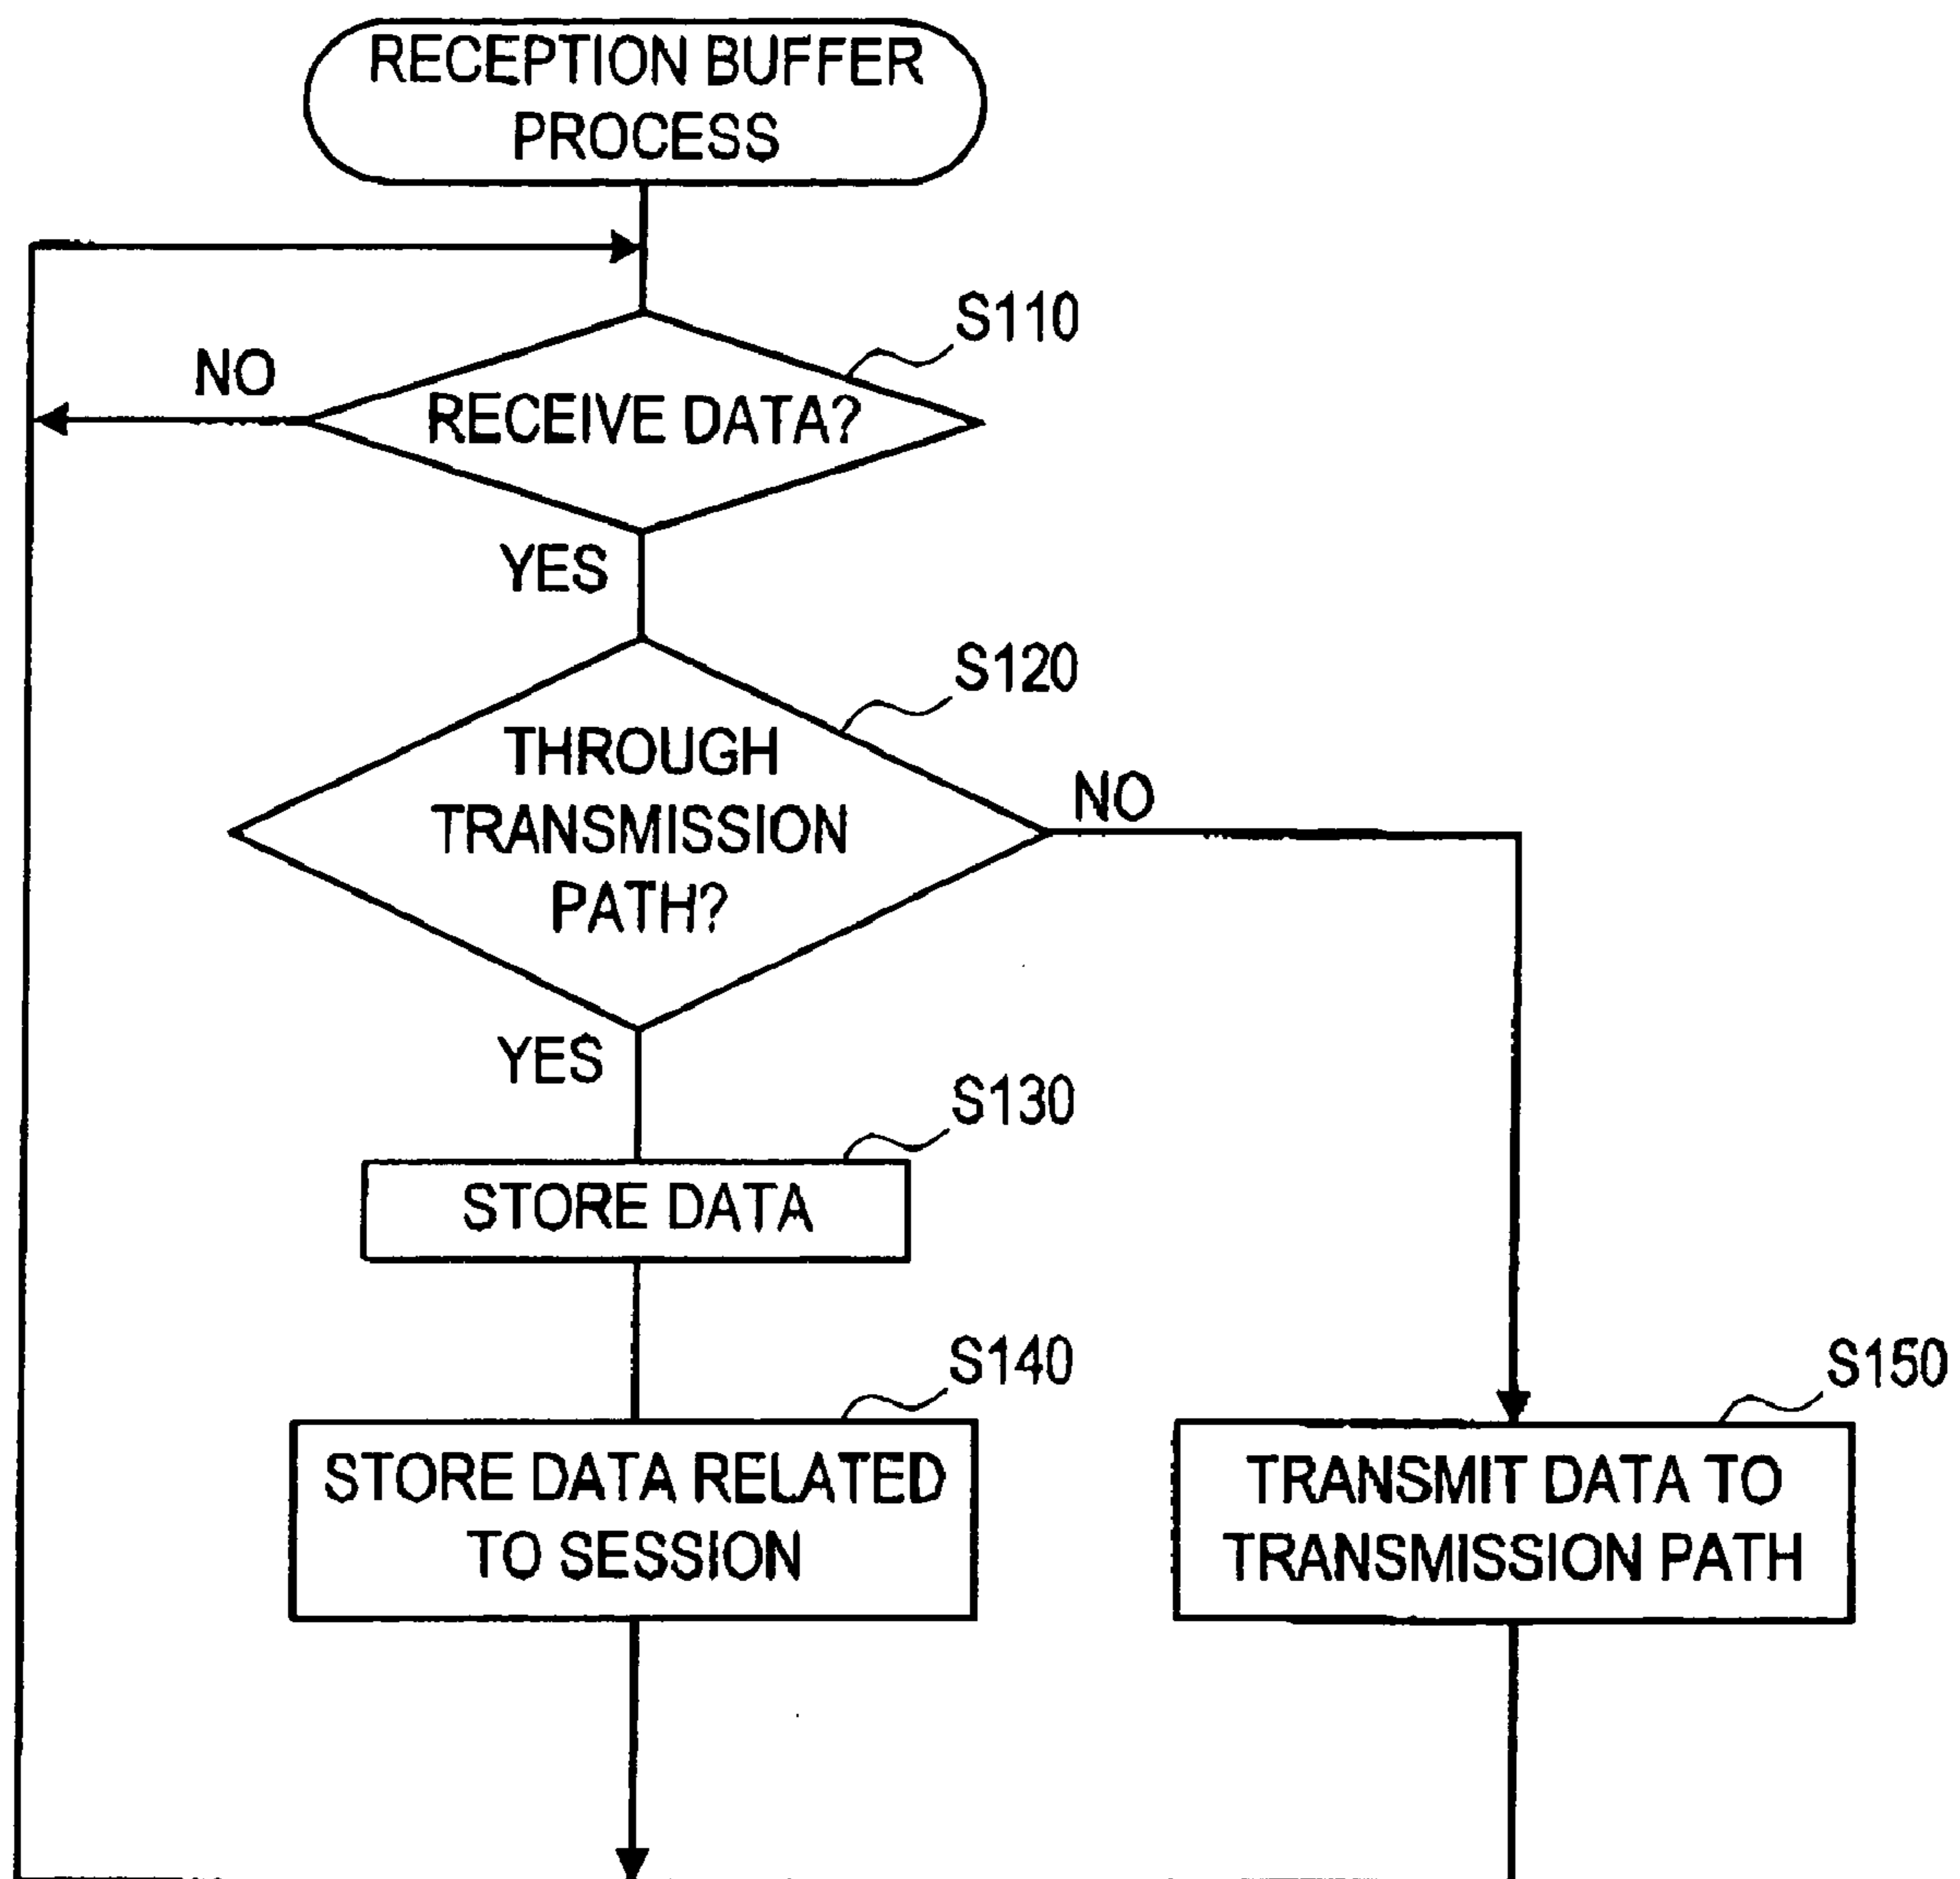 RECEPTION BUFFER
PROCESS
S110
NO
RECEIVE DATA?
YES
S120
THROUGH
TRANSMISSION
PATH?
NO
YES
S130
STORE DATA
S140
STORE DATA RELATED
TO SESSION
S150
TRANSMIT DATA TO
TRANSMISSION PATH